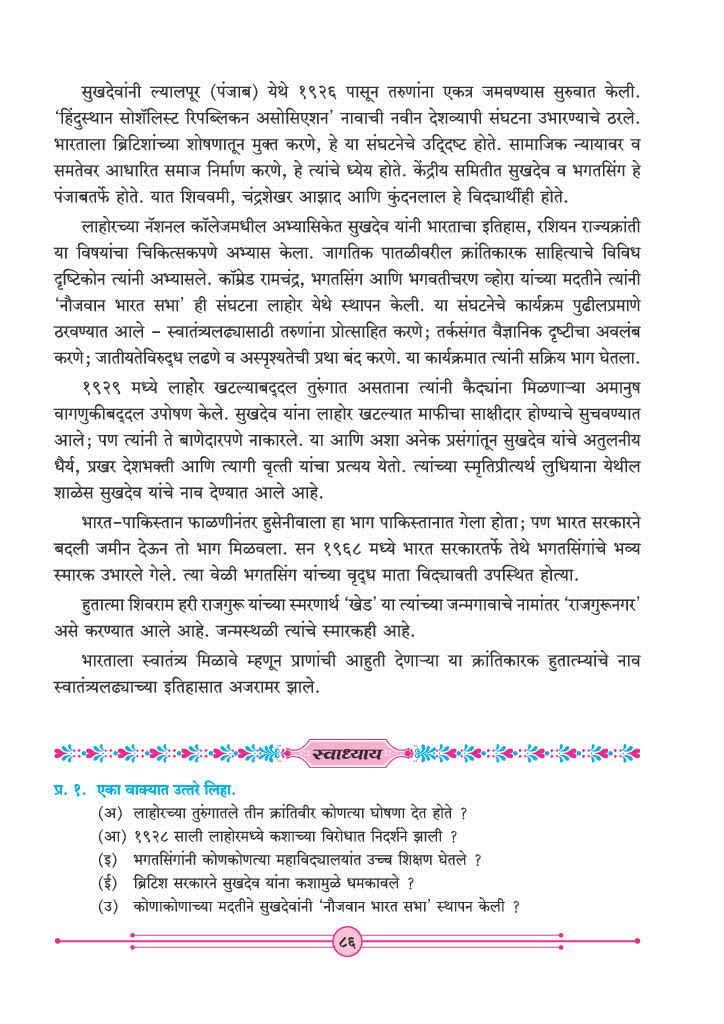 सुखदेवांनी ल्यालपूर (पंजाब) येथे १९२६ पासून तरुणांना एकत्र जमवण्यास सुरुवात केली.
‘हिंदुस्थान सोशॅलिस्ट रिपब्लिकन असोसिएशन’ नावाची नवीन देशव्यापी संघटना उभारण्याचे ठरले.
भारताला ब्रिटिशांच्या शोषणातून मुक्त करणे, हे या संघटनेचे उद्‌दिष्ट होते. सामाजिक न्यायावर व
समतेवर आधारित समाज निर्माण करणे, हे त्यांचे ध्येय होते. केंद्रीय समितीत सुखदेव व भगतसिंग हे
पंजाबतर्फे होते. यात शिववमी, चंद्रशेखर आझाद आणि कुंदनलाल हे विद्यार्थीही होते.
लाहोरच्या नॅशनल कॉलेजमधील अभ्यासिकेत सुखदेव यांनी भारताचा इतिहास, रशियन राज्यक्रांती
या विषयांचा चिकित्सकपणे अभ्यास केला. जागतिक पातळीवरील क्रांतिकारक साहित्याचे विविध
दृष्टिकोन त्यांनी अभ्यासले. कॉम्रेड रामचंद्र, भगतसिंग आणि भगवतीचरण व्होरा यांच्या मदतीने त्यांनी
‘नौजवान भारत सभा’ ही संघटना लाहोर येथे स्थापन केली. या संघटनेचे कार्यक्रम पुढीलप्रमाणे
ठरवण्यात आले – स्वातंत्र्यलढ्यासाठी तरुणांना प्रोत्साहित करणे; तर्कसंगत वैज्ञानिक दृष्टीचा अवलंब
करणे; जातीयतेविरुद्ध लढणे व अस्पृश्यतेची प्रथा बंद करणे. या कार्यक्रमात त्यांनी सक्रिय भाग घेतला.
१९२९ मध्ये लाहोर खटल्याबद्दल तुरुंगात असताना त्यांनी कैद्यांना मिळणाऱ्या अमानुष
वागणुकीबद्दल उपोषण केले. सुखदेव यांना लाहोर खटल्यात माफीचा साक्षीदार होण्याचे सुचवण्यात
आले; पण त्यांनी ते बाणेदारपणे नाकारले. या आणि अशा अनेक प्रसंगांतून सुखदेव यांचे अतुलनीय
धैर्य, प्रखर देशभक्ती आणि त्यागी वृत्ती यांचा प्रत्यय येतो. त्यांच्या स्मृतिप्रीत्यर्थ लुधियाना येथील
शाळेस सुखदेव यांचे नाव देण्यात आले आहे.
भारत–पाकिस्तान फाळणीनंतर हुसेनीवाला हा भाग पाकिस्तानात गेला होता; पण भारत सरकारने
बदली जमीन देऊन तो भाग मिळवला. सन १९६८ मध्ये भारत सरकारतर्फे तेथे भगतसिंगांचे भव्य
स्मारक उभारले गेले. त्या वेळी भगतसिंग यांच्या वृद्ध माता विद्यावती उपस्थित होत्या.
हुतात्मा शिवराम हरी राजगुरू यांच्या स्मरणार्थ ‘खेड’ या त्यांच्या जन्मगावाचे नामांतर ‘राजगुरूनगर’
असे करण्यात आले आहे. जन्मस्थळी त्यांचे स्मारकही आहे.
भारताला स्वातंत्र्य मिळावे म्हणून प्राणांची आहुती देणाऱ्या या क्रांतिकारक हुतात्म्यांचे नाव
स्वातंत्र्यलढ्याच्या इतिहासात अजरामर झाले.
स्वाध्याय
प्र. १. एका वाक्यात उत्तरे लिहा.
(अ) लाहोरच्या तुरुंगातले तीन क्रांतिवीर कोणत्या घोषणा देत होते ?
(आ) १९२८ साली लाहोरमध्ये कशाच्या विरोधात निदर्शने झाली ?
(इ) भगतसिंगांनी कोणकोणत्या महाविद्यालयांत उच्च शिक्षण घेतले ?
(ई) ब्रिटिश सरकारने सुखदेव यांना कशामुळे धमकावले ?
(उ) कोणाकोणाच्या मदतीने सुखदेवांनी ‘नौजवान भारत सभा’ स्थापन केली ?
८६